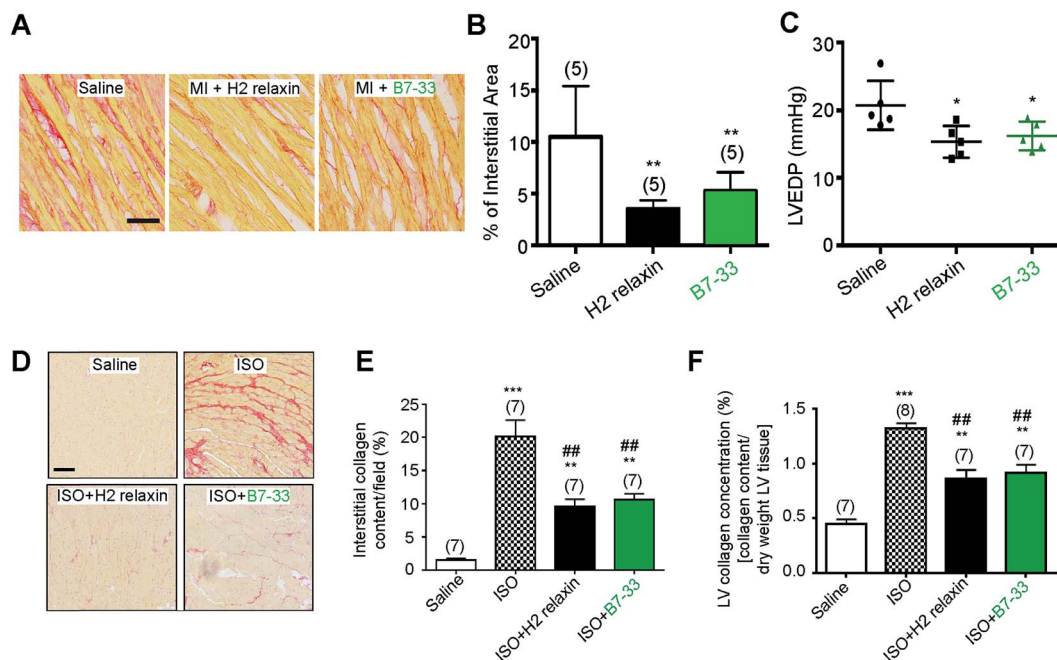 A
Saline
MI + H2 relaxin
MI + B7-33
B
% of Interstitial Area
20
15
10
5
0
(5)
**
(5)
**
(5)
Saline
H2 relaxin
B7-33
C
LVEDP (mmHg)
30
20
10
0
*
*
Saline
H2 relaxin
B7-33
D
Saline
ISO
ISO+H2 relaxin
ISO+B7-33
E
Interstitial collagen
content/field (%)
25
20
15
10
5
0
(7)
***
(7)
##
**
(7)
##
**
(7)
Saline
ISO
ISO+H2 relaxin
ISO+B7-33
F
LV collagen concentration (%)
[collagen content/
dry weight LV tissue]
1.5
1.0
0.5
0.0
(7)
***
(8)
##
**
(7)
##
**
(7)
Saline
ISO
ISO+H2 relaxin
ISO+B7-33